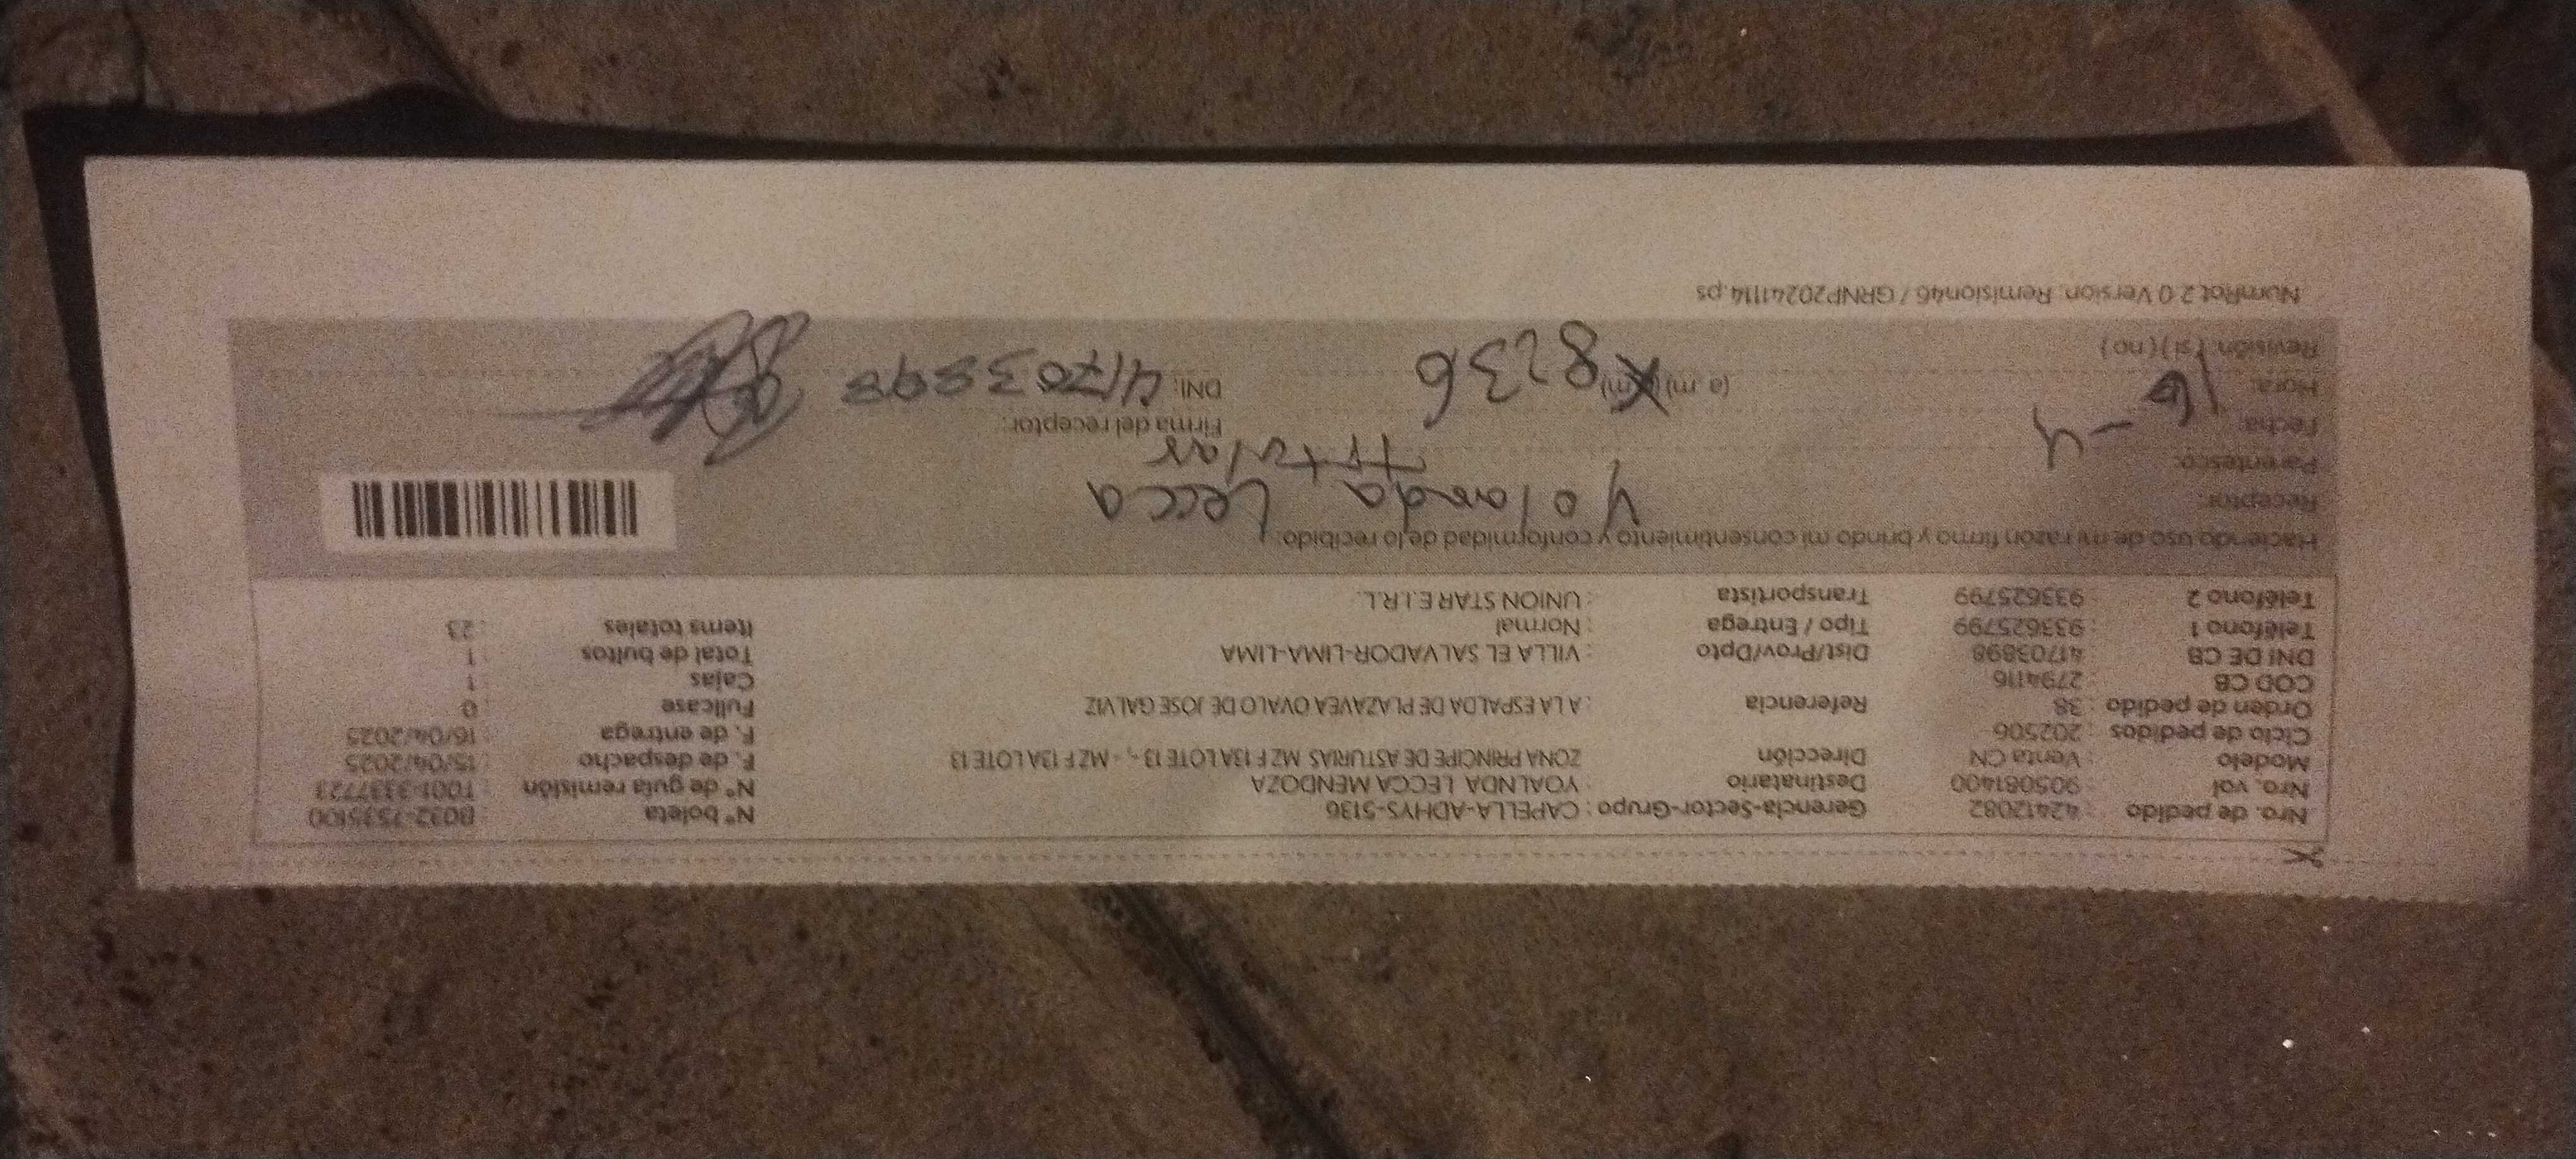 Nro. de pedido : 42412082 Gerencia-Sector-Grupo : CAPELLA-ADHYS-5136 N° boleta : B032-7535100
Nro. vol : 905081400 Destinatario : YOALNDA LECCA MENDOZA N° de guía remisión : T001-3337723
Modelo : Venta CN Dirección ZONA PRINCIPE DE ASTURIAS MZ F 13A LOTE 13 -, - MZ F 13A LOTE 13 F. de despacho : 15/04/2025
Ciclo de pedidos : 202506 F. de entrega : 16/04/2025
Orden de pedido : 38 Referencia : A LA ESPALDA DE PLAZAVEA OVALO DE JOSE GALVIZ Fullcase : 0
COD CB : 2794116 Cajas : 1
DNI DE CB : 41703898 Dist/Prov/Dpto : VILLA EL SALVADOR-LIMA-LIMA Total de bultos : 1
Teléfono 1 : 933625799 Tipo / Entrega : Normal Items totales : 23
Teléfono 2 : 933625799 Transportista : UNION STAR E.I.R.L.
Haciendo uso de mi razón firmo y brindo mi consentimiento y conformidad de lo recibido:
Receptor: Yolanda Lecca
Parentesco: titular
Fecha: 16-4 Firma del receptor:
Hora: (a.m) (p.m) 8236 DNI: 41703898
Revisión: (si) (no)
NumRot 2.0 Version: Remision46 / GRNP20241114.ps